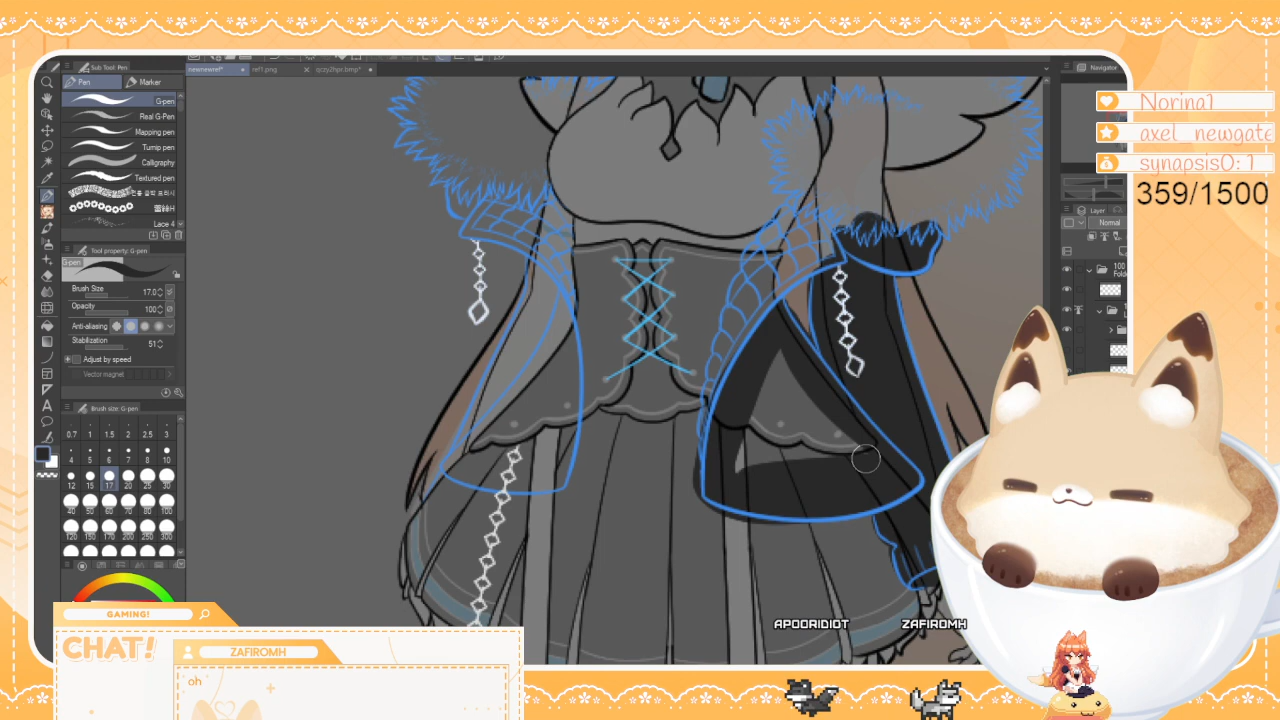 Sub Tool: Pen
Pen
Marker
G-pen
Real G-Pen
Mapping pen
Turnip pen
Calligraphy
Textured pen
Lace 4
Tool property: G-pen
G-pen
Brush Size 17.0
Opacity 100
Anti-aliasing
Stabilization 51
Adjust by speed
Vector magnet
Brush size: G-pen
0.7 1 1.5 2 2.5 3
4 5 6 7 8 10
12 15 17 20 25 30
40 50 60 70 80 100
120 150 170 200 250 300
newnewref*
ref1.png
Navigator
Layer
Normal
100
Folde
Norina1
axel_newgate
synapsis0: 1
359/1500
GAMING!
CHAT!
ZAFIROMH
oh
APOORIDIOT
ZAFIROMH